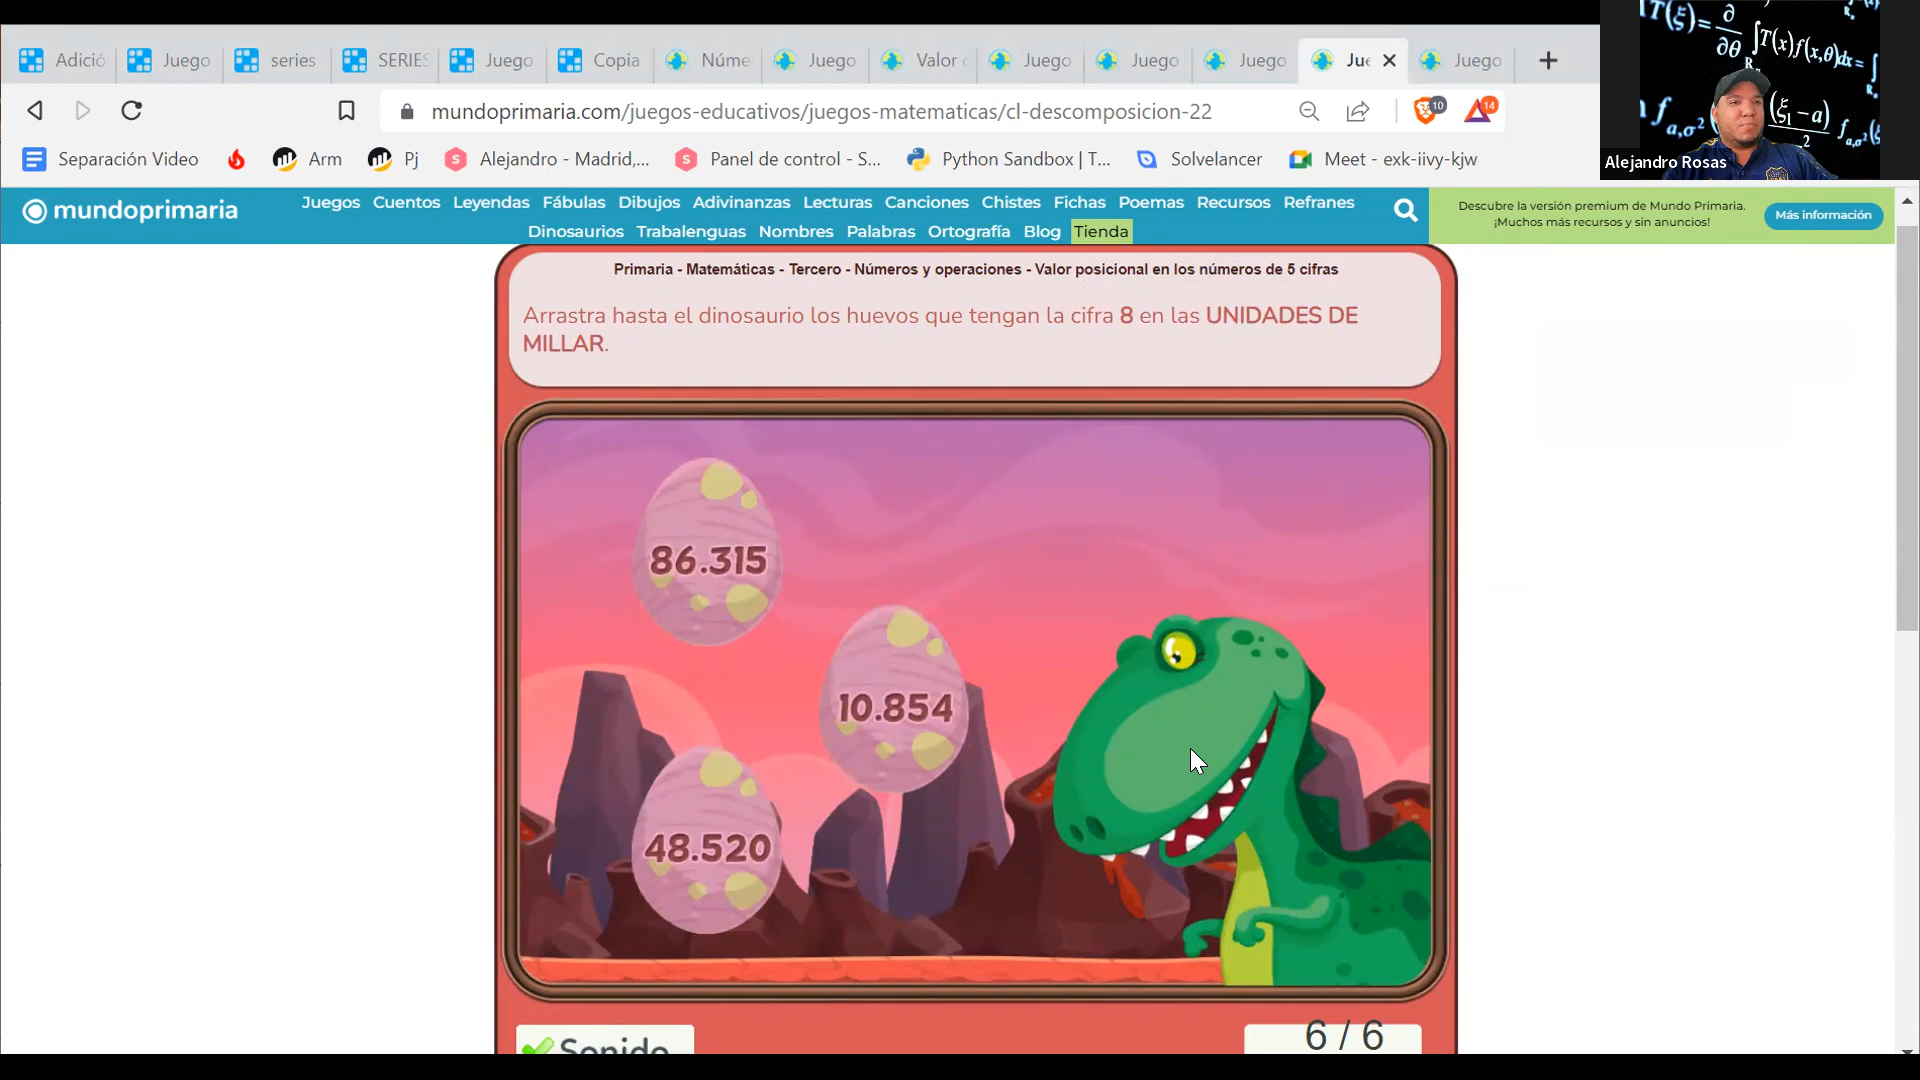 Adició
Juego
series
SERIES
Juego
Copia
Núme
Juego
Valor
Juego
Juego
Juego
Jue
Juego
mundoprimaria.com/juegos-educativos/juegos-matematicas/cl-descomposicion-22
10
14
Separación Video
Arm
Pj
Alejandro - Madrid,...
Panel de control - S...
Python Sandbox | T...
Solvelancer
Meet - exk-iivy-kjw
Alejandro Rosas
mundoprimaria
Juegos Cuentos Leyendas Fábulas Dibujos Adivinanzas Lecturas Canciones Chistes Fichas Poemas Recursos Refranes
Dinosaurios Trabalenguas Nombres Palabras Ortografía Blog Tienda
Descubre la versión premium de Mundo Primaria.
¡Muchos más recursos y sin anuncios!
Más información
Primaria - Matemáticas - Tercero - Números y operaciones - Valor posicional en los números de 5 cifras
Arrastra hasta el dinosaurio los huevos que tengan la cifra 8 en las UNIDADES DE
MILLAR.
86.315
10.854
48.520
Sonido
6 / 6